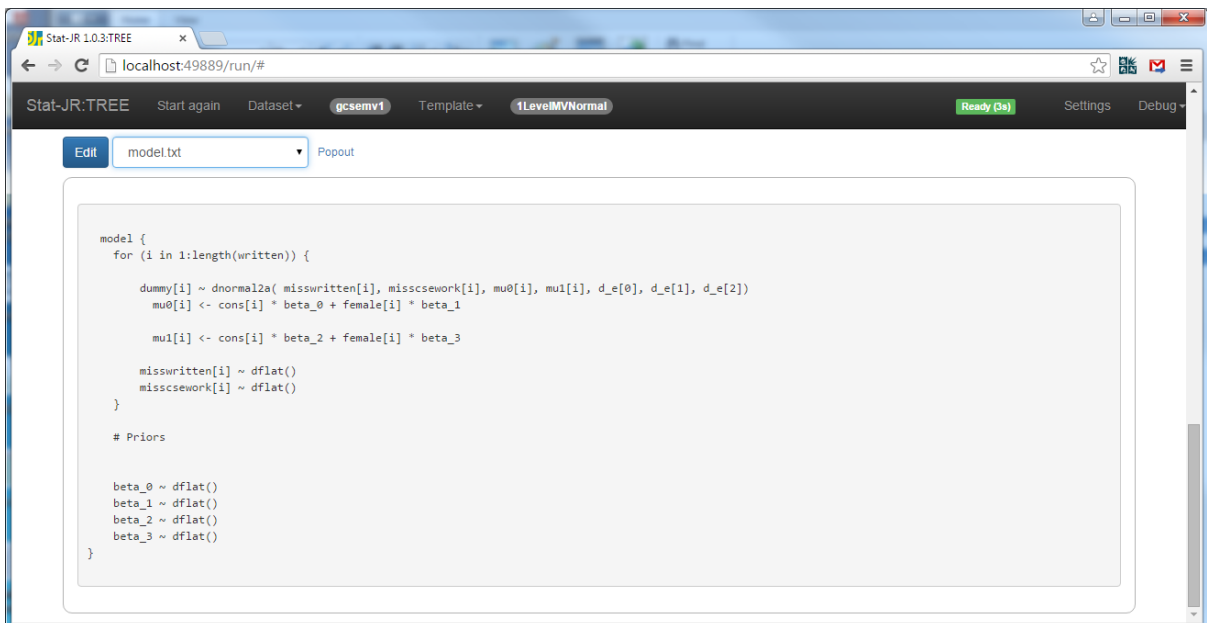 Stat-JR 1.0.3:TREE
localhost:49889/run/#
Stat-JR:TREE Start again Dataset gcsemv1 Template 1LevelMVNormal Ready (3s) Settings Debug
Edit model.txt Popout
model {
for (i in 1:length(written)) {
dummy[i] ~ dnormal2a( misswritten[i], misscsework[i], mu0[i], mu1[i], d_e[0], d_e[1], d_e[2])
mu0[i] <- cons[i] * beta_0 + female[i] * beta_1
mu1[i] <- cons[i] * beta_2 + female[i] * beta_3
misswritten[i] ~ dflat()
misscsework[i] ~ dflat()
}
# Priors
beta_0 ~ dflat()
beta_1 ~ dflat()
beta_2 ~ dflat()
beta_3 ~ dflat()
}